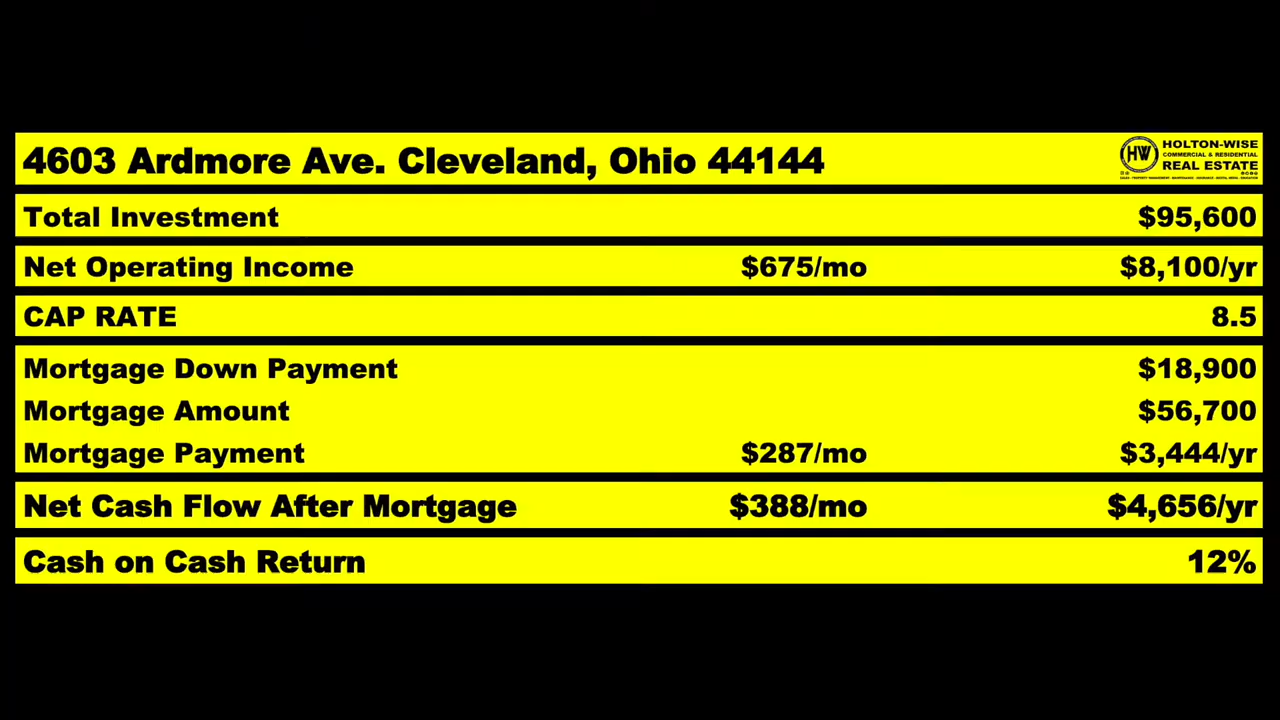 4603 Ardmore Ave. Cleveland, Ohio 44144
HW
HOLTON-WISE
COMMERCIAL & RESIDENTIAL
REAL ESTATE
Total Investment $95,600
Net Operating Income $675/mo $8,100/yr
CAP RATE 8.5
Mortgage Down Payment $18,900
Mortgage Amount $56,700
Mortgage Payment $287/mo $3,444/yr
Net Cash Flow After Mortgage $388/mo $4,656/yr
Cash on Cash Return 12%